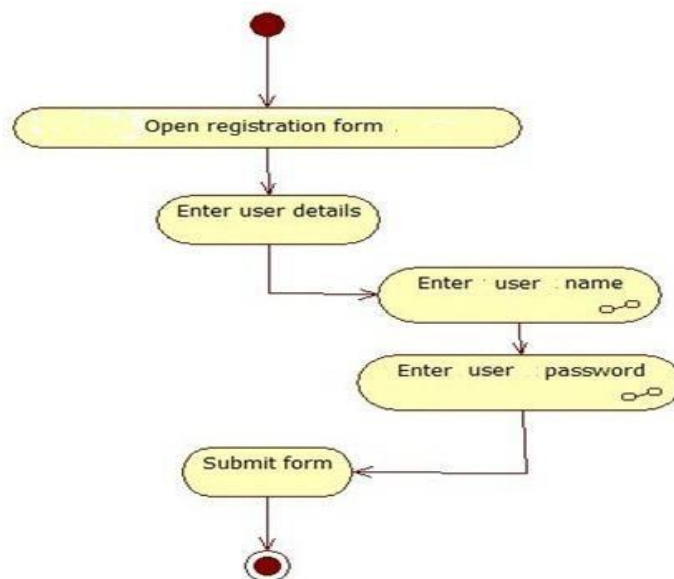 Open registration form
Enter user details
Enter user name
Enter user password
Submit form